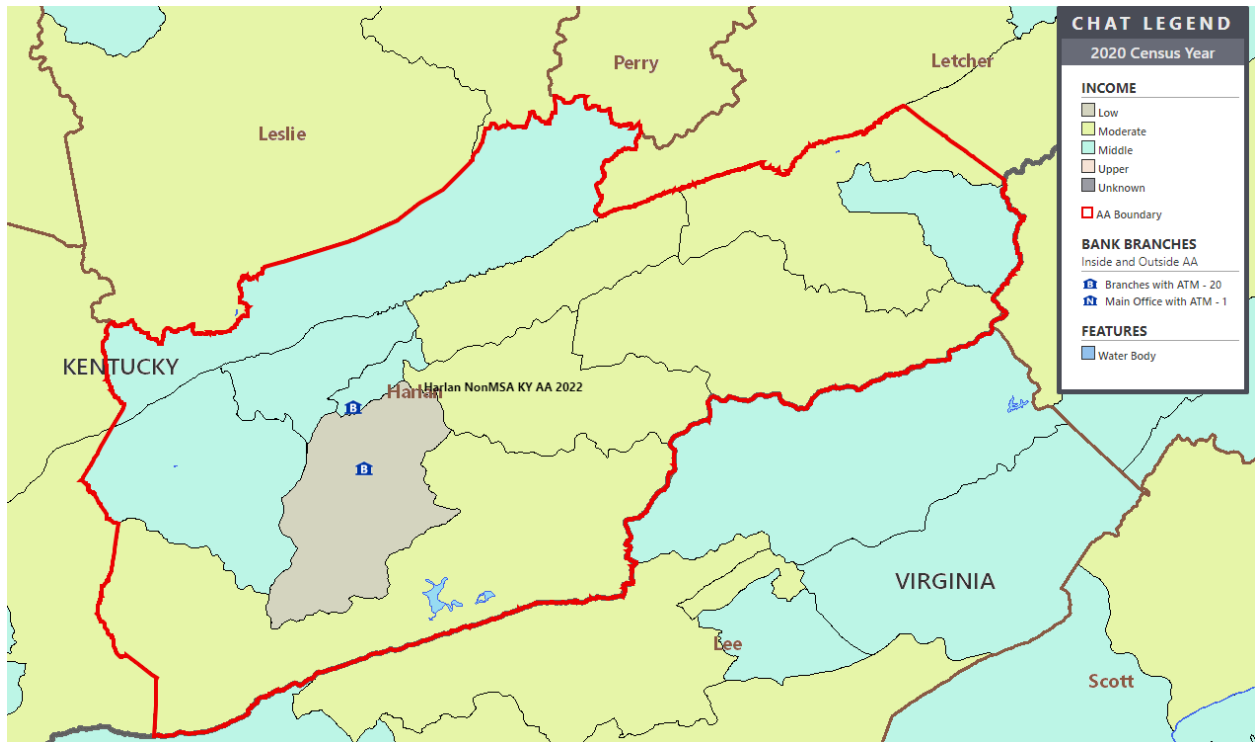 Perry
Letcher
Leslie
KENTUCKY
Harlan
Harlan NonMSA KY AA 2022
VIRGINIA
Lee
Scott
CHAT LEGEND
2020 Census Year
INCOME
Low
Moderate
Middle
Upper
Unknown
AA Boundary
BANK BRANCHES
Inside and Outside AA
B Branches with ATM - 20
N Main Office with ATM - 1
FEATURES
Water Body
B
B